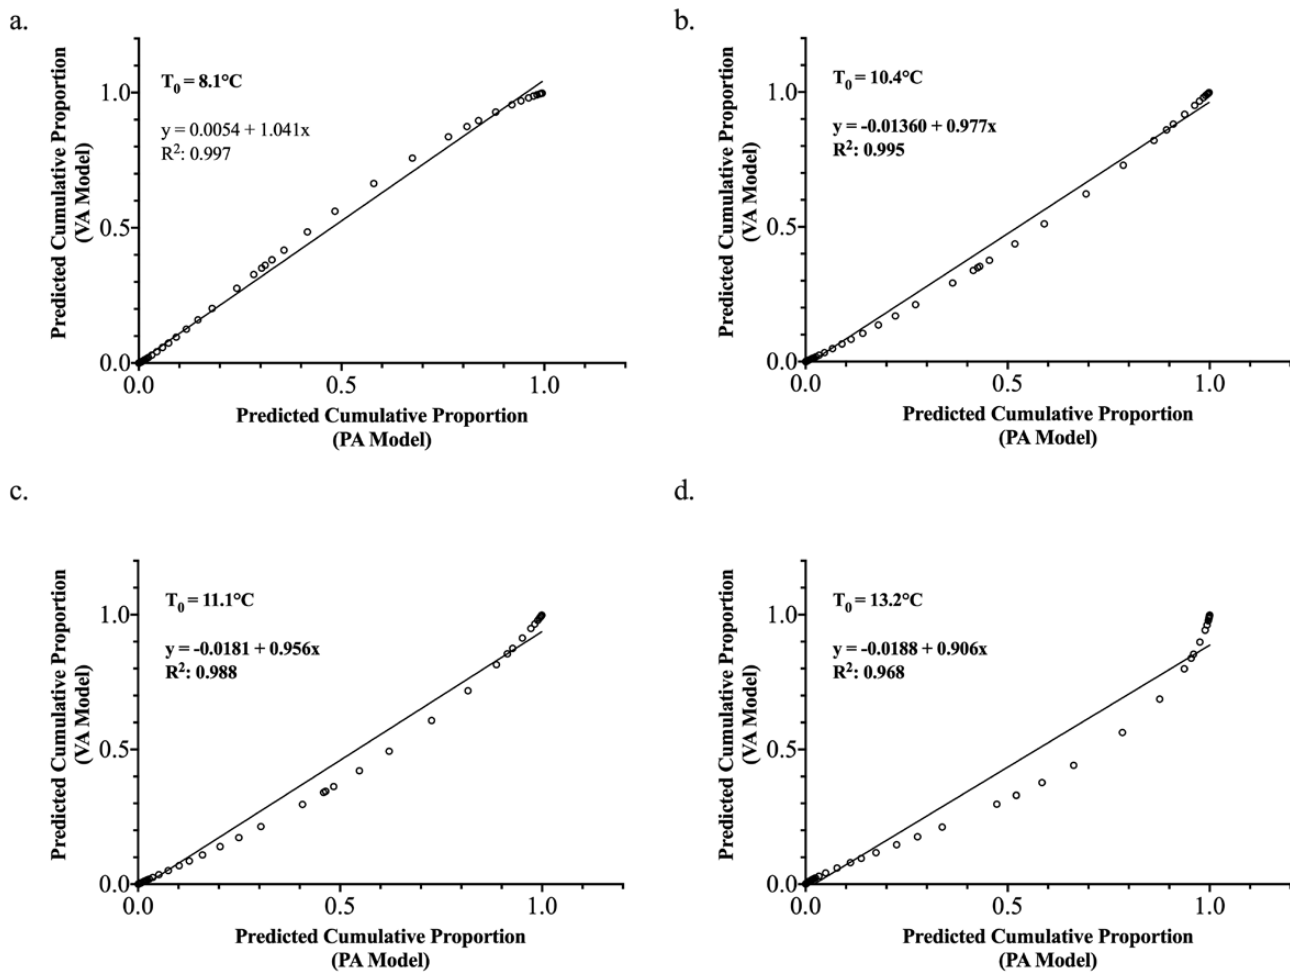 a.
Predicted Cumulative Proportion
(VA Model)
T₀ = 8.1°C
y = 0.0054 + 1.041x
R²: 0.997
1.0
0.5
0.0
0.0 0.5 1.0
Predicted Cumulative Proportion
(PA Model)
b.
Predicted Cumulative Proportion
(VA Model)
T₀ = 10.4°C
y = -0.01360 + 0.977x
R²: 0.995
1.0
0.5
0.0
0.0 0.5 1.0
Predicted Cumulative Proportion
(PA Model)
c.
Predicted Cumulative Proportion
(VA Model)
T₀ = 11.1°C
y = -0.0181 + 0.956x
R²: 0.988
1.0
0.5
0.0
0.0 0.5 1.0
Predicted Cumulative Proportion
(PA Model)
d.
Predicted Cumulative Proportion
(VA Model)
T₀ = 13.2°C
y = -0.0188 + 0.906x
R²: 0.968
1.0
0.5
0.0
0.0 0.5 1.0
Predicted Cumulative Proportion
(PA Model)